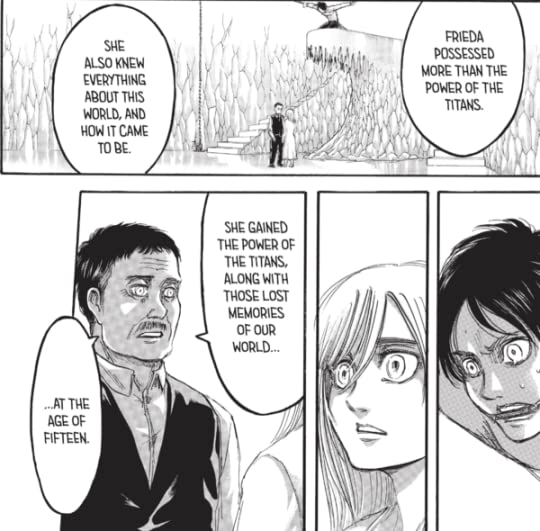 FRIEDA
POSSESSED
MORE THAN THE
POWER OF THE
TITANS.
SHE
ALSO KNEW
EVERYTHING
ABOUT THIS
WORLD, AND
HOW IT CAME
TO BE.
SHE GAINED
THE POWER OF
THE TITANS,
ALONG WITH
THOSE LOST
MEMORIES
OF OUR
WORLD...
...AT THE
AGE OF
FIFTEEN.